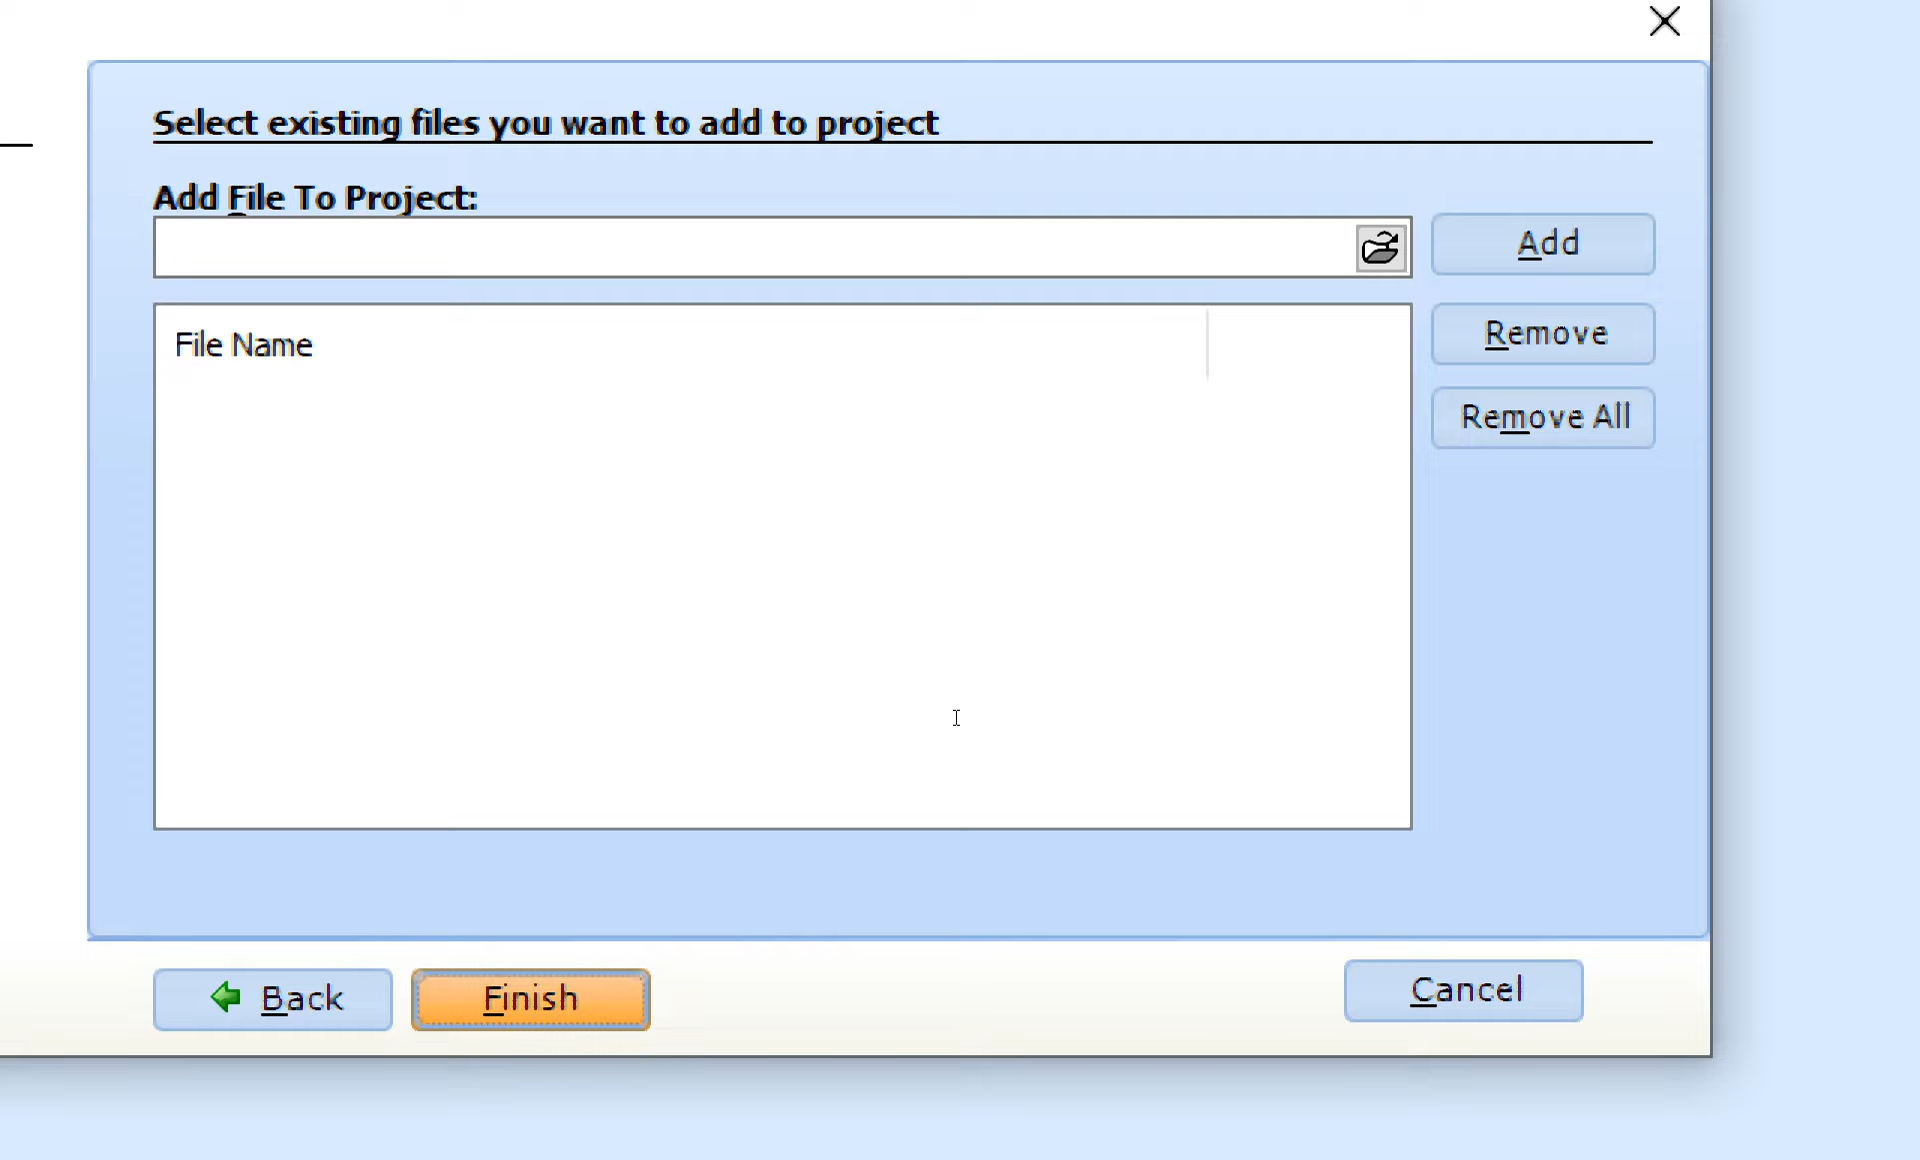 Select existing files you want to add to project
Add File To Project:
Add
File Name
Remove
Remove All
Back
Finish
Cancel